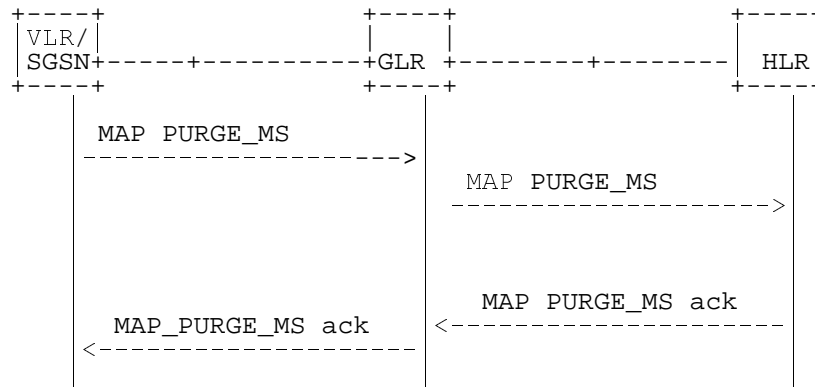 VLR/
SGSN GLR HLR
MAP PURGE_MS
MAP PURGE_MS
MAP PURGE_MS ack
MAP_PURGE_MS ack